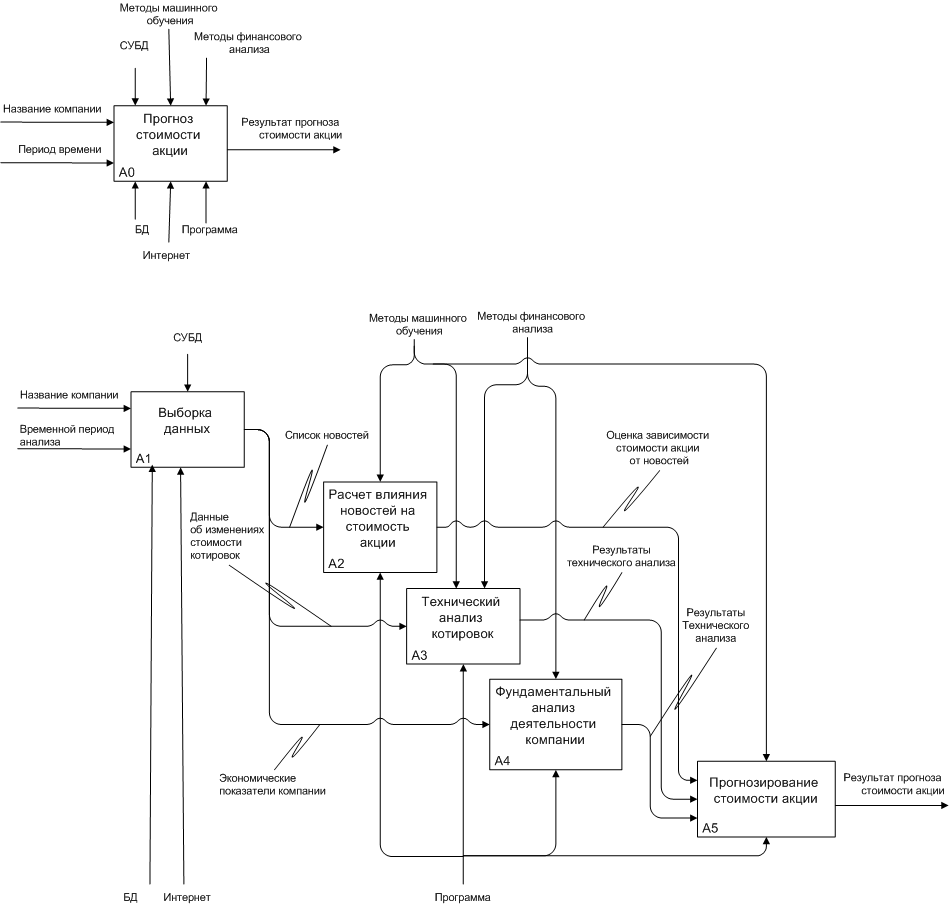 Методы машинного
обучения
Методы финансового
анализа
СУБД
Название компании
Период времени
Прогноз
стоимости
акции
A0
Результат прогноза
стоимости акции
БД
Программа
Интернет
Методы машинного
обучения
Методы финансового
анализа
СУБД
Название компании
Временной период
анализа
Выборка
данных
A1
Список новостей
Оценка зависимости
стоимости акции
от новостей
Расчет влияния
новостей на
стоимость
акции
A2
Данные
об изменениях
стоимости
котировок
Результаты
технического анализа
Технический
анализ
котировок
A3
Результаты
Технического
анализа
Фундаментальный
анализ
деятельности
компании
A4
Экономические
показатели компании
Прогнозирование
стоимости акции
A5
Результат прогноза
стоимости акции
БД
Интернет
Программа